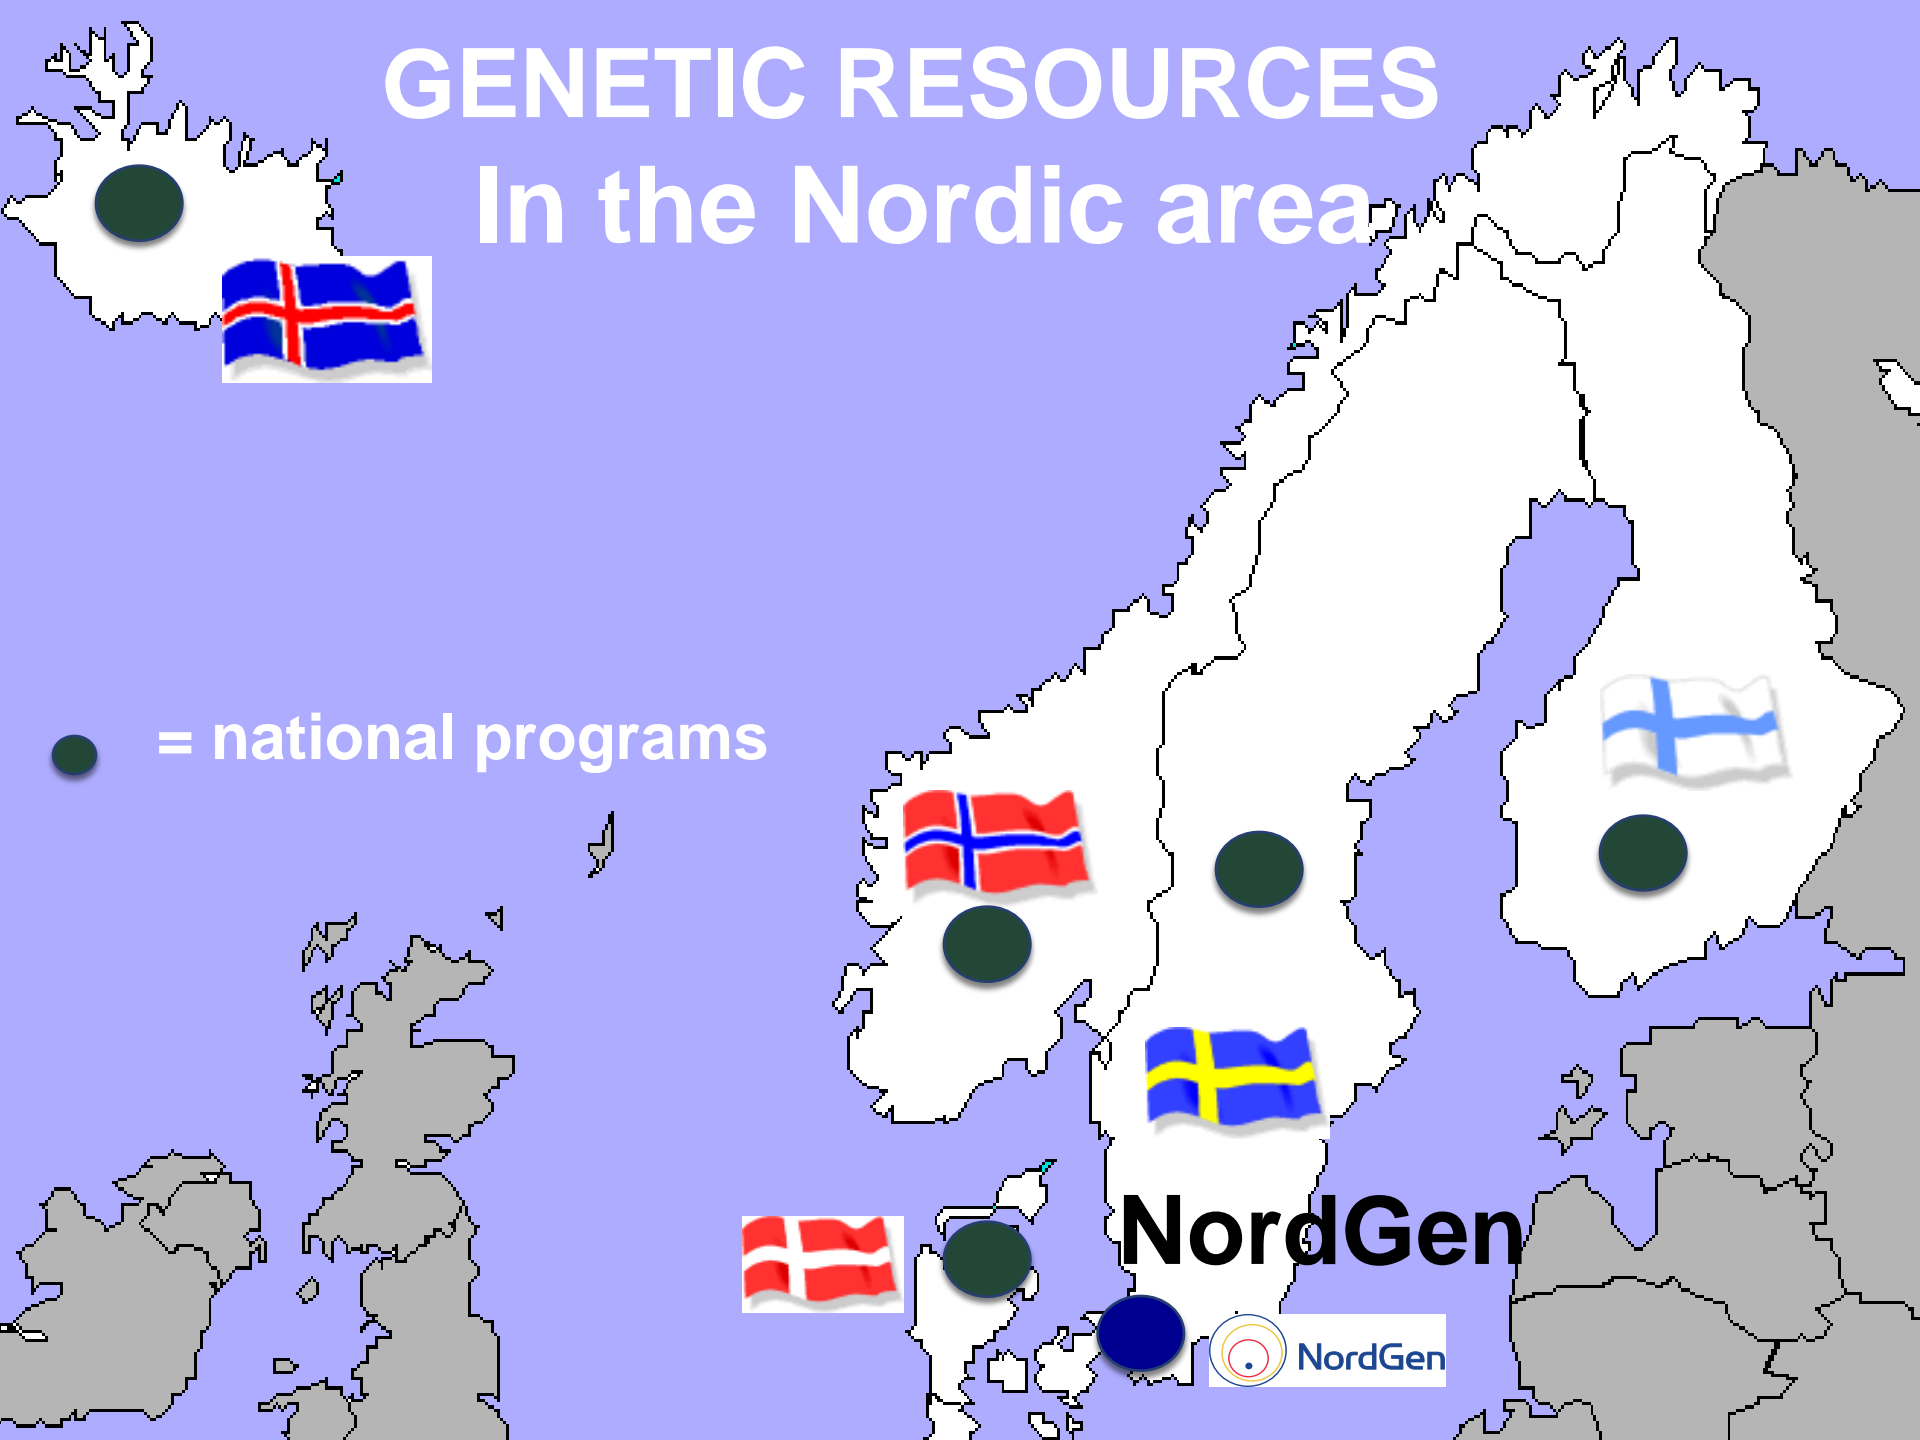 GENETIC RESOURCES
In the Nordic area
= national programs
NordGen
NordGen